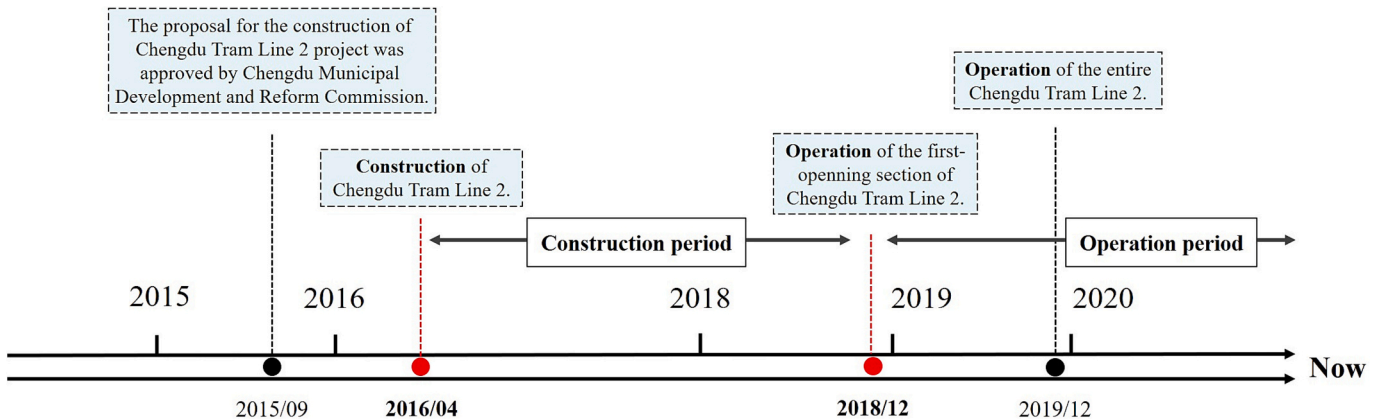 The proposal for the construction of
Chengdu Tram Line 2 project was
approved by Chengdu Municipal
Development and Reform Commission.
Operation of the entire
Chengdu Tram Line 2.
Construction of
Chengdu Tram Line 2.
Operation of the first-
openning section of
Chengdu Tram Line 2.
Construction period
Operation period
2015
2016
2018
2019
2020
Now
2015/09
2016/04
2018/12
2019/12